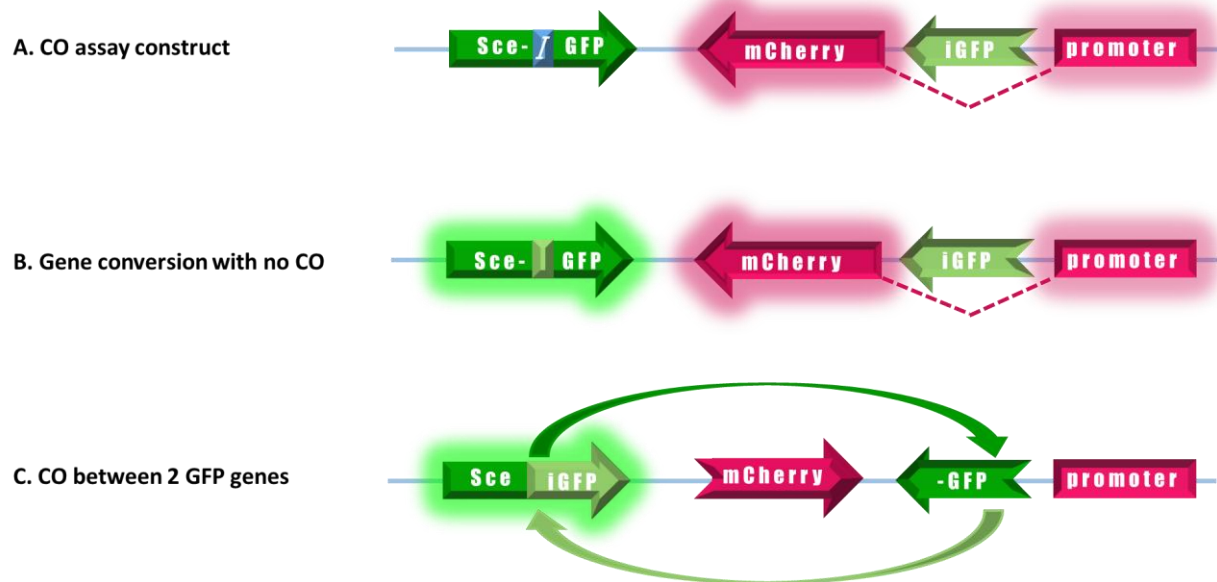 A. CO assay construct
Sce- I GFP
mCherry
iGFP
promoter
B. Gene conversion with no CO
Sce- GFP
mCherry
iGFP
promoter
C. CO between 2 GFP genes
Sce
iGFP
mCherry
-GFP
promoter